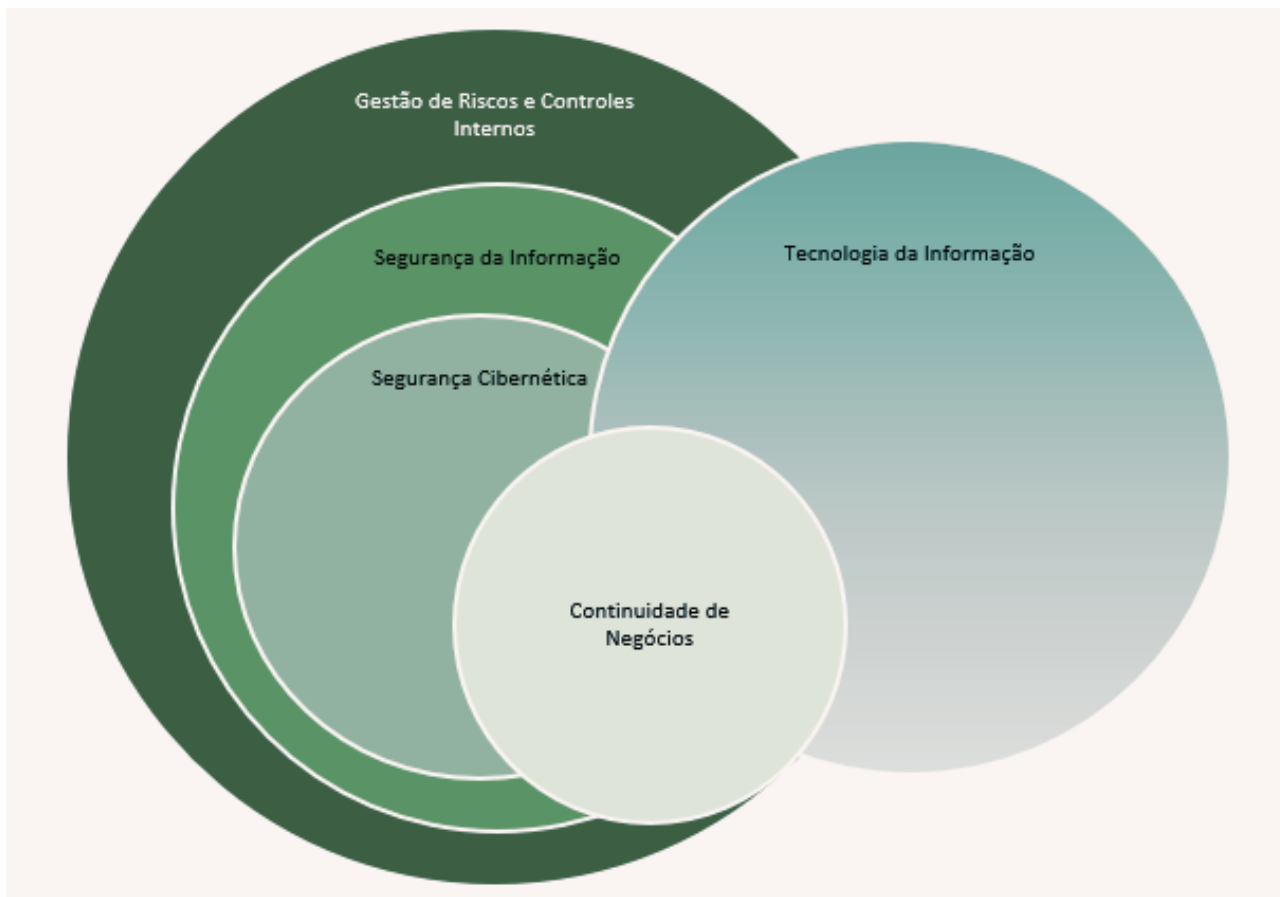 Gestão de Riscos e Controles
Internos
Segurança da Informação
Tecnologia da Informação
Segurança Cibernética
Continuidade de
Negócios